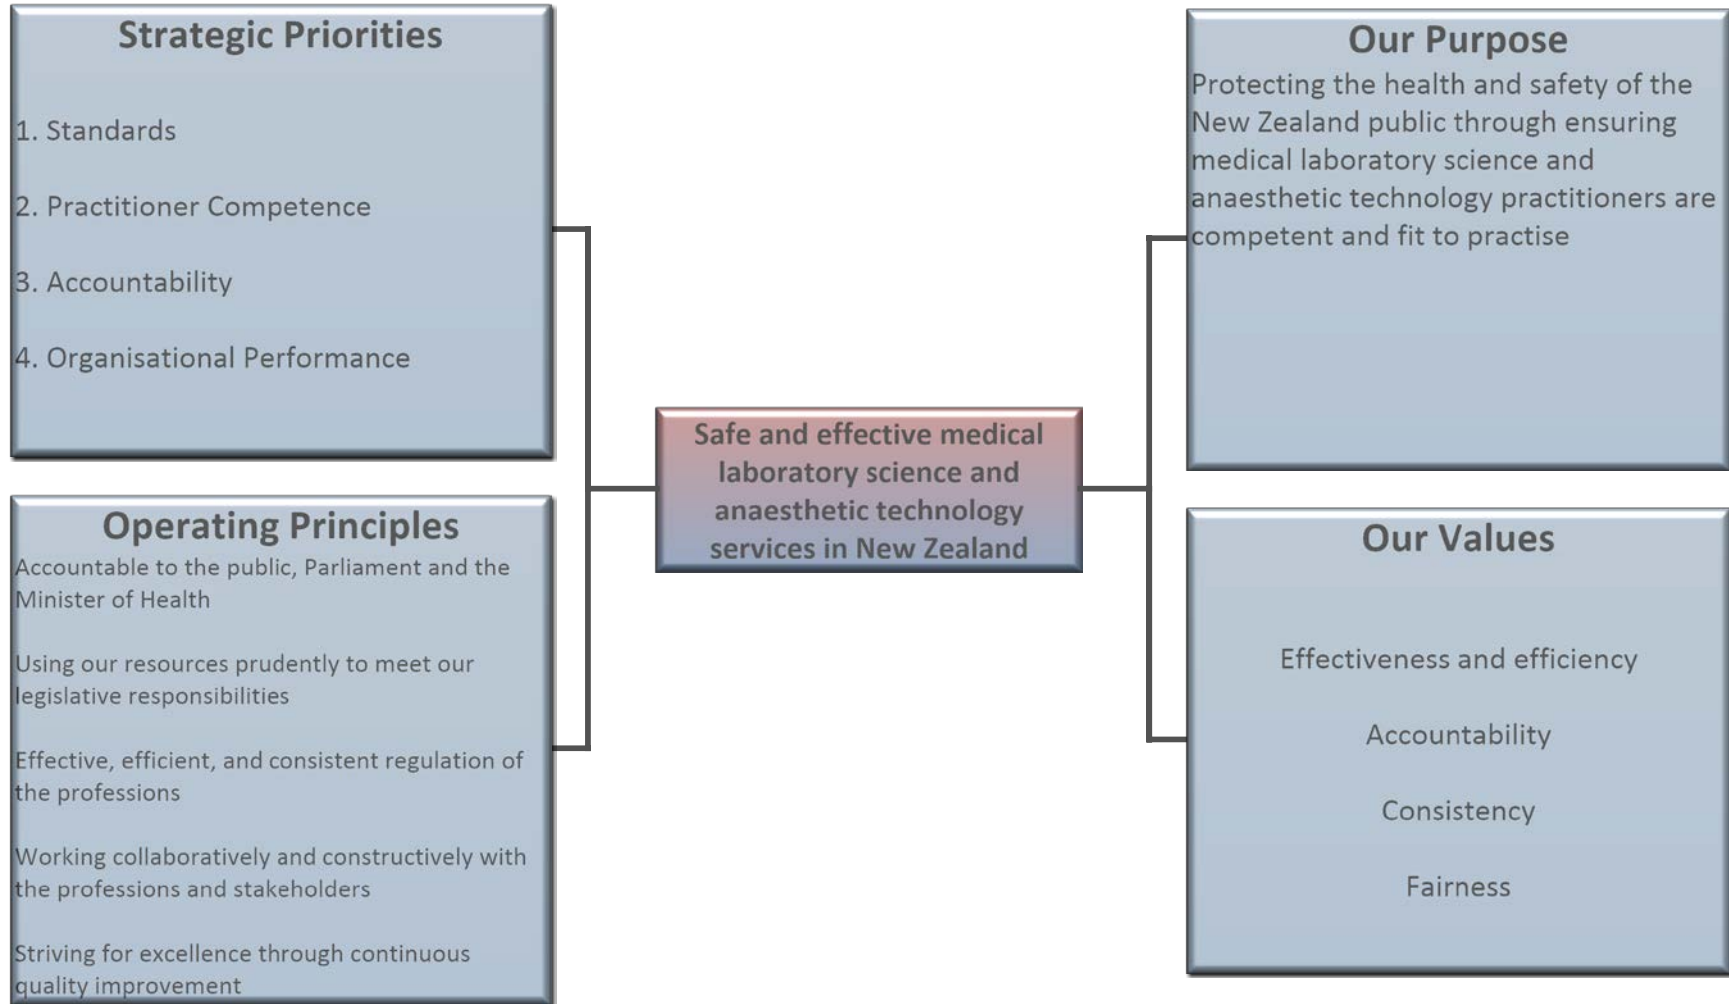 Strategic Priorities
1. Standards
2. Practitioner Competence
3. Accountability
4. Organisational Performance
Operating Principles
Accountable to the public, Parliament and the
Minister of Health
Using our resources prudently to meet our
legislative responsibilities
Effective, efficient, and consistent regulation of
the professions
Working collaboratively and constructively with
the professions and stakeholders
Striving for excellence through continuous
quality improvement
Safe and effective medical
laboratory science and
anaesthetic technology
services in New Zealand
Our Purpose
Protecting the health and safety of the
New Zealand public through ensuring
medical laboratory science and
anaesthetic technology practitioners are
competent and fit to practise
Our Values
Effectiveness and efficiency
Accountability
Consistency
Fairness